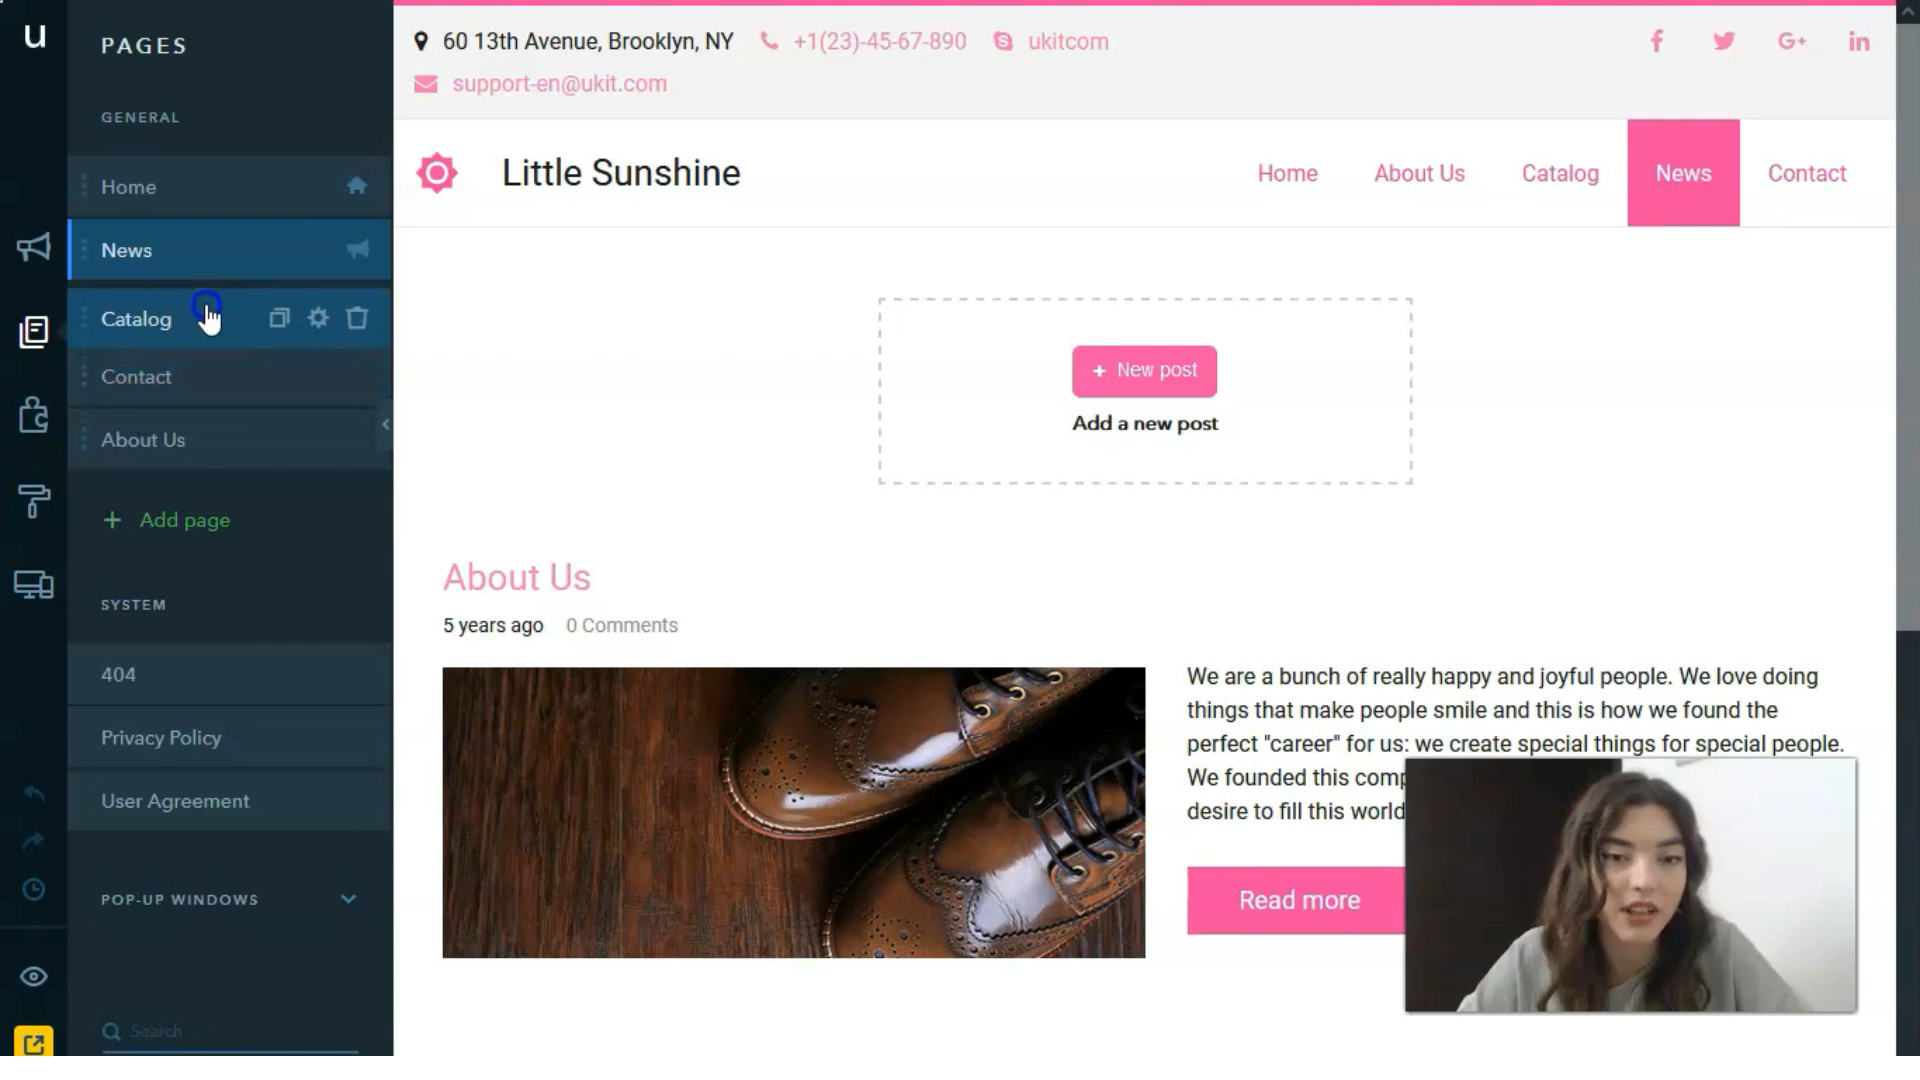 u
PAGES
GENERAL
Home
News
Catalog
Contact
About Us
+ Add page
SYSTEM
404
Privacy Policy
User Agreement
POP-UP WINDOWS
Search
60 13th Avenue, Brooklyn, NY +1(23)-45-67-890 ukitcom
support-en@ukit.com
f G+ in
Little Sunshine
Home About Us Catalog News Contact
+ New post
Add a new post
About Us
5 years ago 0 Comments
We are a bunch of really happy and joyful people. We love doing
things that make people smile and this is how we found the
perfect "career" for us: we create special things for special people.
We founded this comp
desire to fill this world
Read more